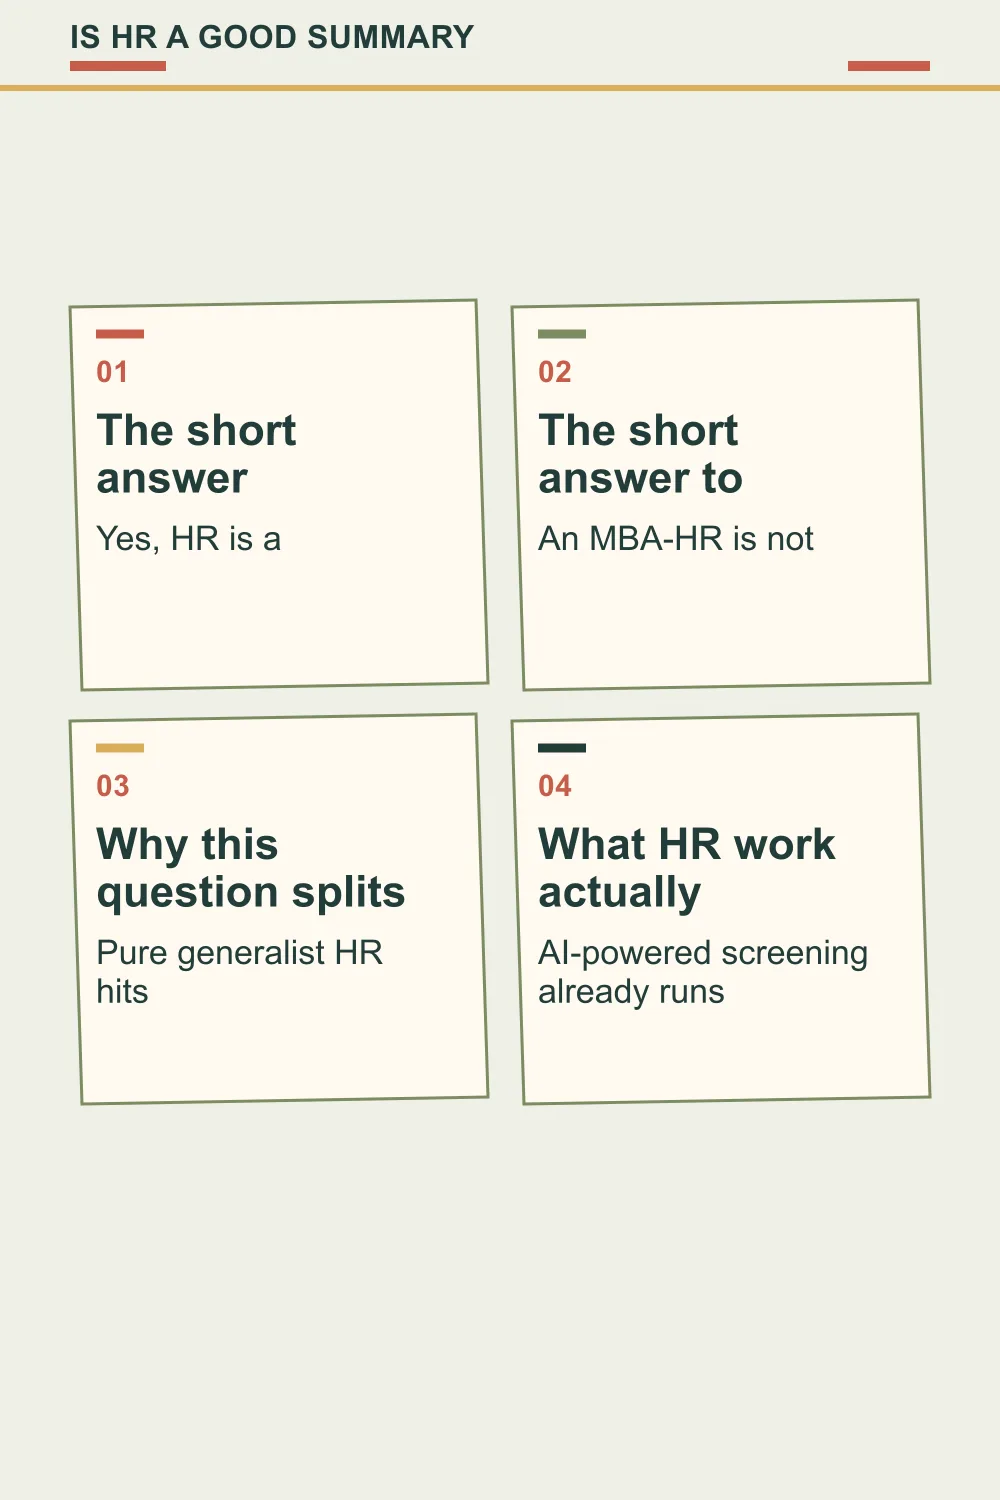 IS HR A GOOD SUMMARY
01
The short
answer
Yes, HR is a
02
The short
answer to
An MBA-HR is not
03
Why this
question splits
Pure generalist HR
hits
04
What HR work
actually
AI-powered screening
already runs